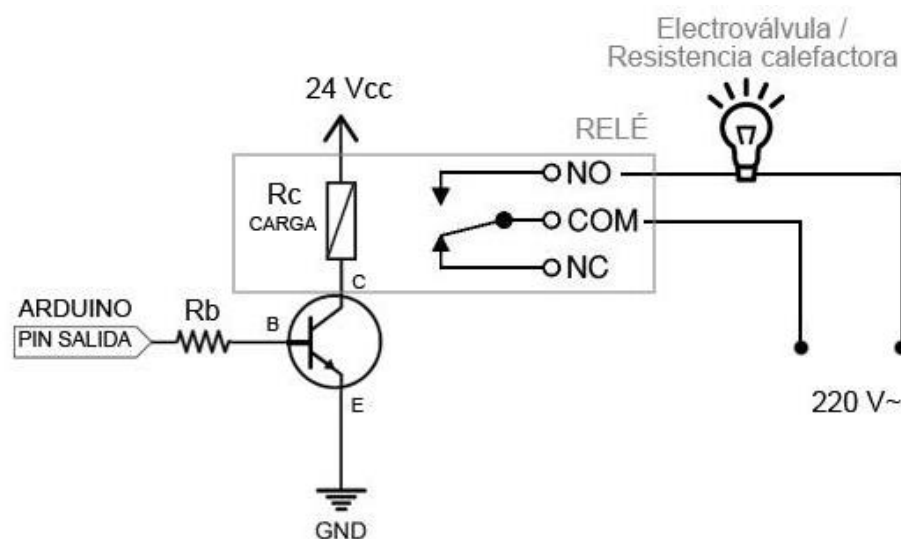 Electroválvula /
Resistencia calefactora
24 Vcc
RELÉ
NO
Rc
CARGA
COM
NC
C
ARDUINO
PIN SALIDA
Rb
B
E
220 V~
GND